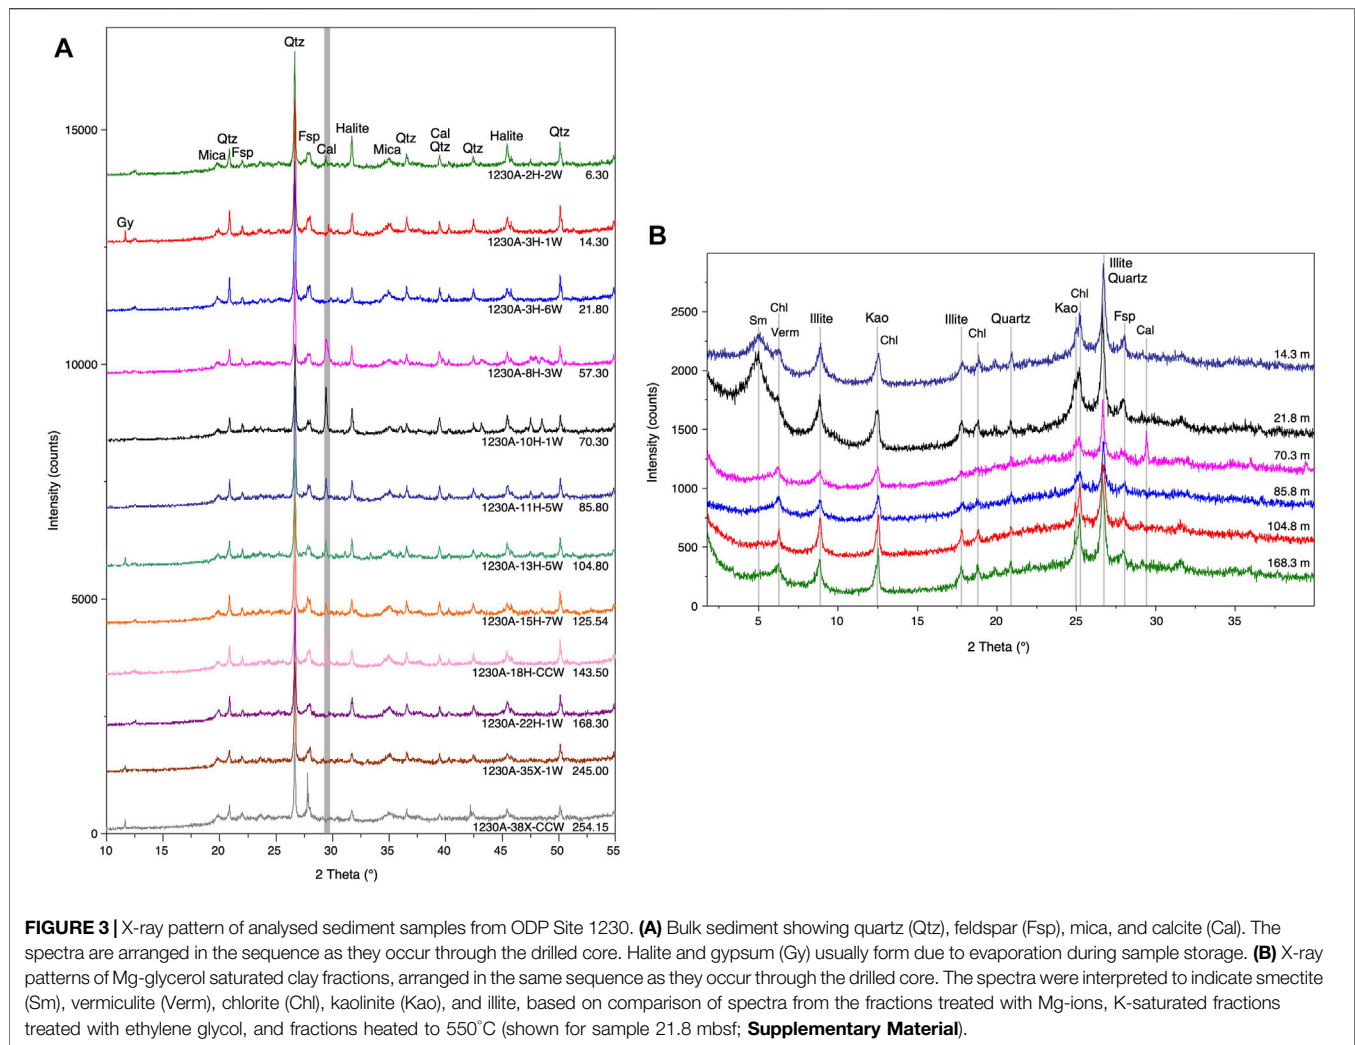 A
Qtz
15000
Qtz
Mica
Fsp
Fsp
Cal
Halite
Mica
Qtz
Cal
Qtz
Qtz
Halite
Qtz
1230A-2H-2W 6.30
Gy
1230A-3H-1W 14.30
1230A-3H-6W 21.80
10000
1230A-8H-3W 57.30
1230A-10H-1W 70.30
1230A-11H-5W 85.80
1230A-13H-5W 104.80
5000
1230A-15H-7W 125.54
1230A-18H-CCW 143.50
1230A-22H-1W 168.30
1230A-35X-1W 245.00
1230A-38X-CCW 254.15
0
Intensity (counts)
10 15 20 25 30 35 40 45 50 55
2 Theta (°)
B
Illite
Quartz
Sm
Chl
Verm
Illite
Kao
Chl
Illite
Chl
Quartz
Kao
Chl
Fsp
Cal
14.3 m
21.8 m
70.3 m
85.8 m
104.8 m
168.3 m
2500
2000
1500
1000
500
0
Intensity (counts)
5 10 15 20 25 30 35
2 Theta (°)
FIGURE 3 | X-ray pattern of analysed sediment samples from ODP Site 1230. (A) Bulk sediment showing quartz (Qtz), feldspar (Fsp), mica, and calcite (Cal). The
spectra are arranged in the sequence as they occur through the drilled core. Halite and gypsum (Gy) usually form due to evaporation during sample storage. (B) X-ray
patterns of Mg-glycerol saturated clay fractions, arranged in the same sequence as they occur through the drilled core. The spectra were interpreted to indicate smectite
(Sm), vermiculite (Verm), chlorite (Chl), kaolinite (Kao), and illite, based on comparison of spectra from the fractions treated with Mg-ions, K-saturated fractions
treated with ethylene glycol, and fractions heated to 550°C (shown for sample 21.8 mbsf; Supplementary Material).